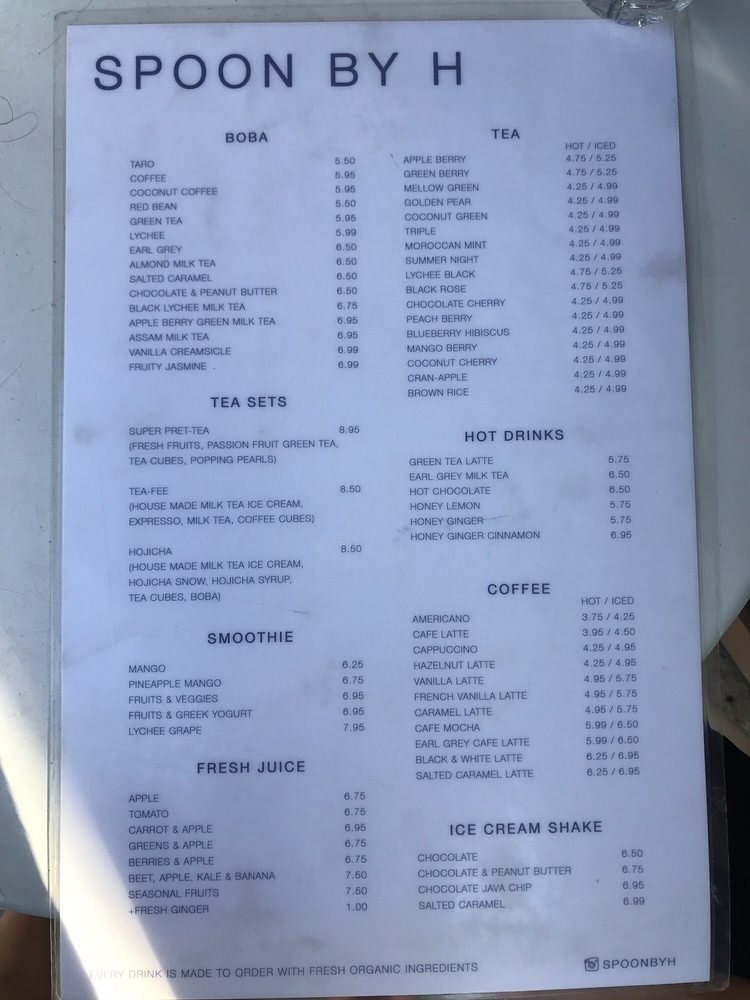 SPOON BY H
BOBA
TARO 5.50
COFFEE 5.95
COCONUT COFFEE 5.95
RED BEAN 5.50
GREEN TEA 5.95
LYCHEE 5.99
EARL GREY 6.50
ALMOND MILK TEA 6.50
SALTED CARAMEL 6.50
CHOCOLATE & PEANUT BUTTER 6.50
BLACK LYCHEE MILK TEA 6.75
APPLE BERRY GREEN MILK TEA 6.95
ASSAM MILK TEA 6.95
VANILLA CREAMSICLE 6.99
FRUITY JASMINE 6.99
TEA SETS
SUPER PRET-TEA 8.95
(FRESH FRUITS, PASSION FRUIT GREEN TEA,
TEA CUBES, POPPING PEARLS)
TEA-FEE 8.50
(HOUSE MADE MILK TEA ICE CREAM,
EXPRESSO, MILK TEA, COFFEE CUBES)
HOJICHA 8.50
(HOUSE MADE MILK TEA ICE CREAM,
HOJICHA SNOW, HOJICHA SYRUP,
TEA CUBES, BOBA)
SMOOTHIE
MANGO 6.25
PINEAPPLE MANGO 6.75
FRUITS & VEGGIES 6.95
FRUITS & GREEK YOGURT 6.95
LYCHEE GRAPE 7.95
FRESH JUICE
APPLE 6.75
TOMATO 6.75
CARROT & APPLE 6.95
GREENS & APPLE 6.75
BERRIES & APPLE 6.75
BEET, APPLE, KALE & BANANA 7.50
SEASONAL FRUITS 7.50
+FRESH GINGER 1.00
TEA
HOT / ICED
APPLE BERRY 4.75 / 5.25
GREEN BERRY 4.75 / 5.25
MELLOW GREEN 4.25 / 4.99
GOLDEN PEAR 4.25 / 4.99
COCONUT GREEN 4.25 / 4.99
TRIPLE 4.25 / 4.99
MOROCCAN MINT 4.25 / 4.99
SUMMER NIGHT 4.25 / 4.99
LYCHEE BLACK 4.75 / 5.25
BLACK ROSE 4.75 / 5.25
CHOCOLATE CHERRY 4.25 / 4.99
PEACH BERRY 4.25 / 4.99
BLUEBERRY HIBISCUS 4.25 / 4.99
MANGO BERRY 4.25 / 4.99
COCONUT CHERRY 4.25 / 4.99
CRAN-APPLE 4.25 / 4.99
BROWN RICE 4.25 / 4.99
HOT DRINKS
GREEN TEA LATTE 5.75
EARL GREY MILK TEA 6.50
HOT CHOCOLATE 6.50
HONEY LEMON 5.75
HONEY GINGER 5.75
HONEY GINGER CINNAMON 6.95
COFFEE
HOT / ICED
AMERICANO 3.75 / 4.25
CAFE LATTE 3.95 / 4.50
CAPPUCCINO 4.25 / 4.95
HAZELNUT LATTE 4.25 / 4.95
VANILLA LATTE 4.95 / 5.75
FRENCH VANILLA LATTE 4.95 / 5.75
CARAMEL LATTE 4.95 / 5.75
CAFE MOCHA 5.99 / 6.50
EARL GREY CAFE LATTE 5.99 / 6.50
BLACK & WHITE LATTE 6.25 / 6.95
SALTED CARAMEL LATTE 6.25 / 6.95
ICE CREAM SHAKE
CHOCOLATE 6.50
CHOCOLATE & PEANUT BUTTER 6.75
CHOCOLATE JAVA CHIP 6.95
SALTED CARAMEL 6.99
EVERY DRINK IS MADE TO ORDER WITH FRESH ORGANIC INGREDIENTS
SPOONBYH